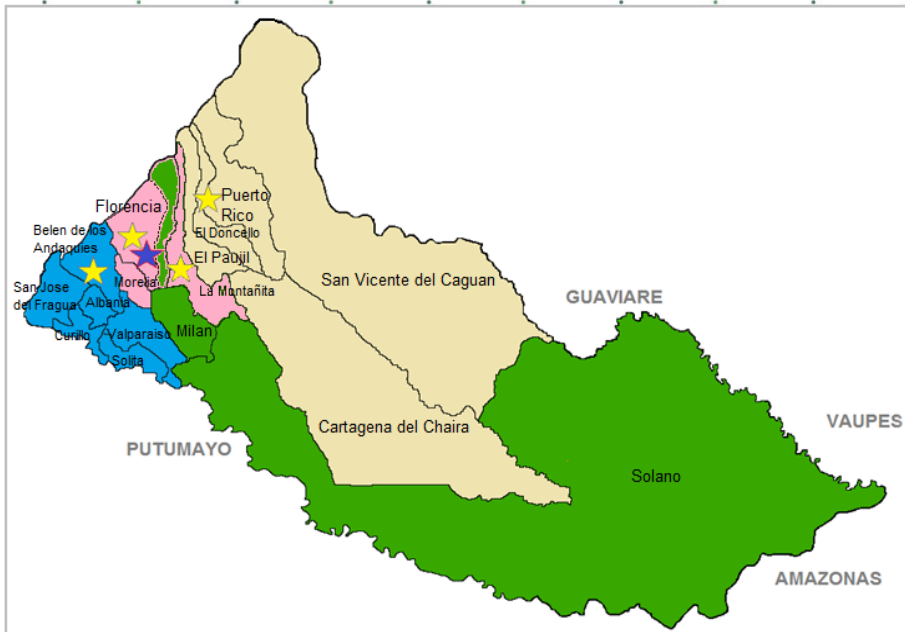 Puerto
Rico
Florencia
El Doncello
Belen de los
Andaquies
El Paujil
San Vicente del Caguan
San Jose
del Fragua
Morelia
La Montañita
Albania
GUAVIARE
Curillo
Valparaiso
Milan
Solita
Cartagena del Chaira
VAUPES
PUTUMAYO
Solano
AMAZONAS